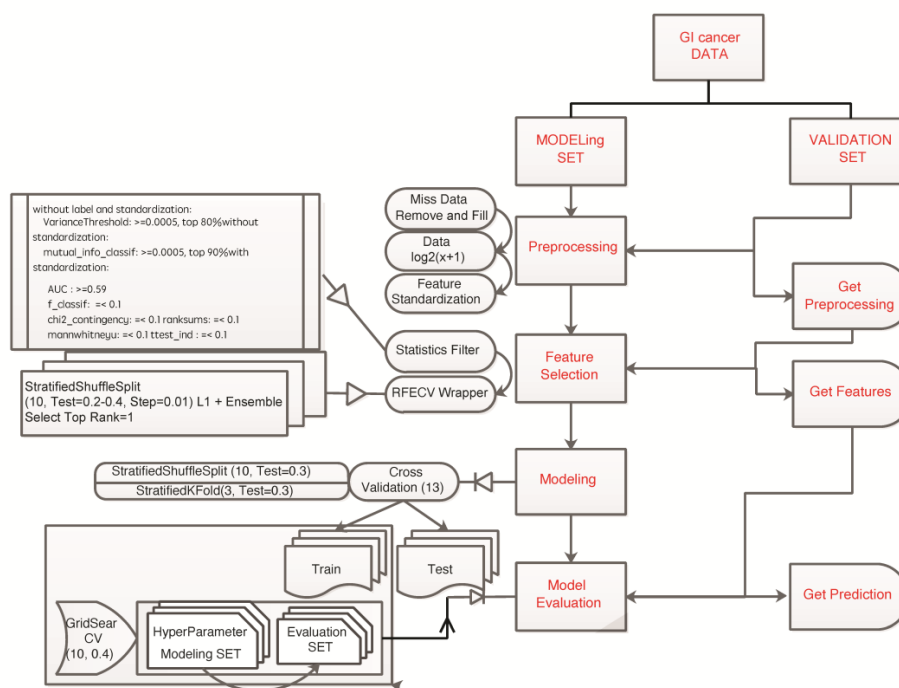 GI cancer
DATA
MODELing
SET
VALIDATION
SET
without label and standardization:
VarianceThreshold: >=0.0005, top 80%without
standardization:
mutual_info_classif: >=0.0005, top 90%with
standardization:
AUC : >=0.59
f_classif: =< 0.1
chi2_contingency: =< 0.1 ranksums: =< 0.1
mannwhitneyu: =< 0.1 ttest_ind : =< 0.1
Miss Data
Remove and Fill
Data
log2(x+1)
Feature
Standardization
Preprocessing
Get
Preprocessing
Statistics Filter
RFECV Wrapper
Feature
Selection
Get Features
StratifiedShuffleSplit
(10, Test=0.2-0.4, Step=0.01) L1 + Ensemble
Select Top Rank=1
StratifiedShuffleSplit (10, Test=0.3)
StratifiedKFold(3, Test=0.3)
Cross
Validation (13)
Modeling
Train
Test
Model
Evaluation
Get Prediction
GridSear
CV
(10, 0.4)
HyperParameter
Modeling SET
Evaluation
SET